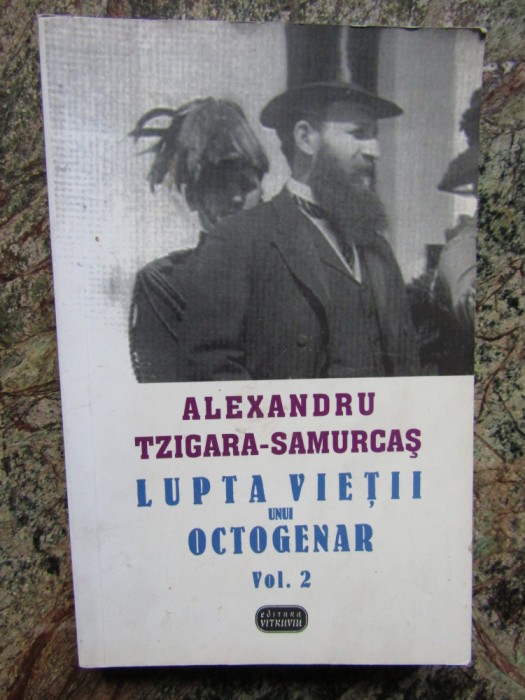 ALEXANDRU
TZIGARA-SAMURCAŞ
LUPTA VIEŢII
UNUI
OCTOGENAR
Vol. 2
editura
VITRUVIU